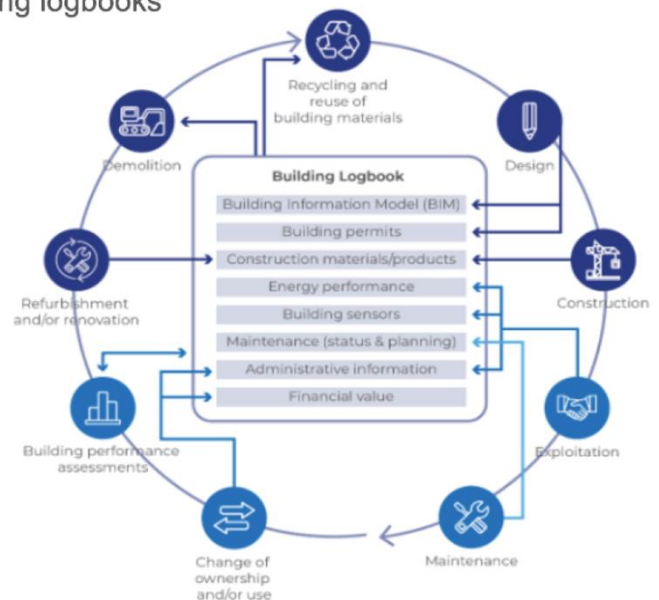 ng logbooks
Recycling and
reuse of
building materials
Demolition
Design
Building Logbook
Building Information Model (BIM)
Building permits
Construction materials/products
Energy performance
Building sensors
Maintenance (status & planning)
Administrative information
Financial value
Refurbishment
and/or renovation
Construction
Building performance
assessments
Exploitation
Change of
ownership
and/or use
Maintenance